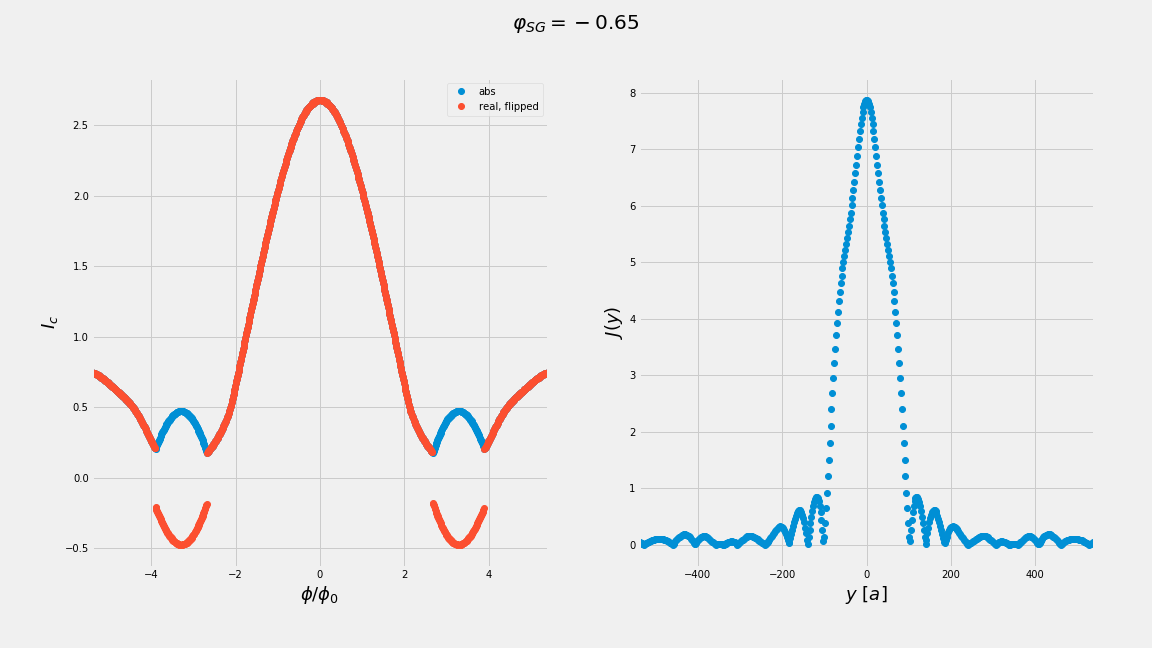 φ_SG = −0.65
abs
real, flipped
I_c
2.5
2.0
1.5
1.0
0.5
0.0
−0.5
−4 −2 0 2 4
ϕ/ϕ_0
J(y)
8
7
6
5
4
3
2
1
0
−400 −200 0 200 400
y [a]